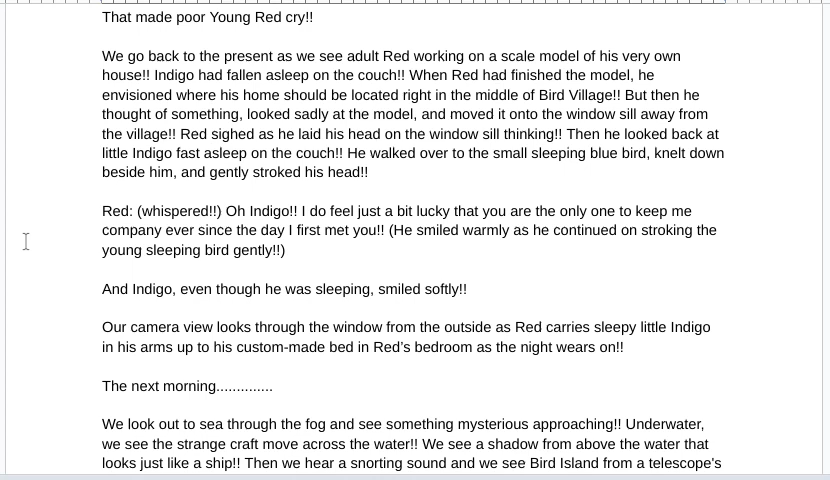 That made poor Young Red cry!!
We go back to the present as we see adult Red working on a scale model of his very own
house!! Indigo had fallen asleep on the couch!! When Red had finished the model, he
envisioned where his home should be located right in the middle of Bird Village!! But then he
thought of something, looked sadly at the model, and moved it onto the window sill away from
the village!! Red sighed as he laid his head on the window sill thinking!! Then he looked back at
little Indigo fast asleep on the couch!! He walked over to the small sleeping blue bird, knelt down
beside him, and gently stroked his head!!
Red: (whispered!!) Oh Indigo!! I do feel just a bit lucky that you are the only one to keep me
company ever since the day I first met you!! (He smiled warmly as he continued on stroking the
young sleeping bird gently!!)
And Indigo, even though he was sleeping, smiled softly!!
Our camera view looks through the window from the outside as Red carries sleepy little Indigo
in his arms up to his custom-made bed in Red’s bedroom as the night wears on!!
The next morning..............
We look out to sea through the fog and see something mysterious approaching!! Underwater,
we see the strange craft move across the water!! We see a shadow from above the water that
looks just like a ship!! Then we hear a snorting sound and we see Bird Island from a telescope's